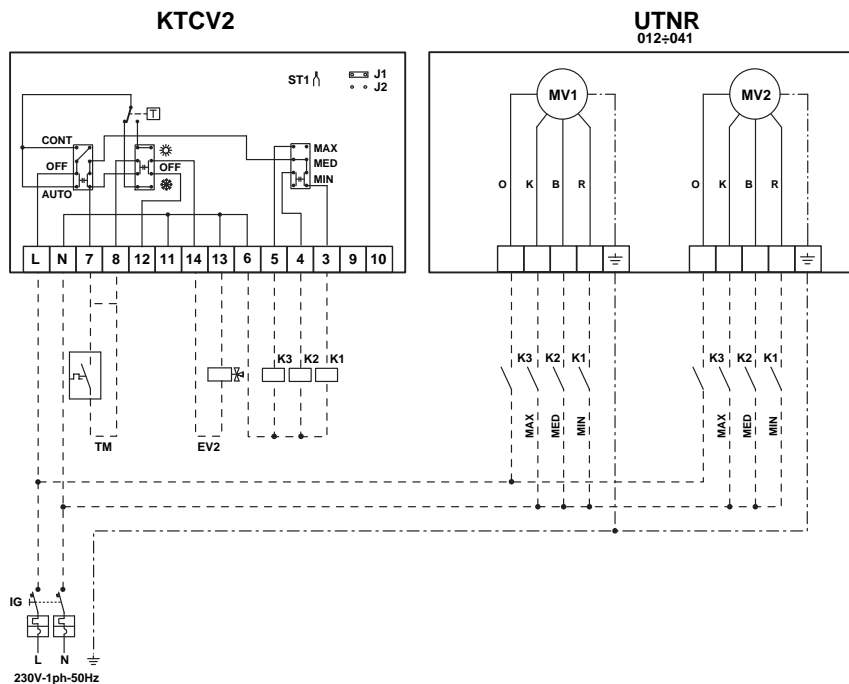 KTCV2
UTNR
012÷041
ST1
J1
J2
T
CONT
OFF
AUTO
OFF
MAX
MED
MIN
MV1
MV2
O K B R
O K B R
L N 7 8 12 11 14 13 6 5 4 3 9 10
K3 K2 K1
K3 K2 K1
K3 K2 K1
MAX MED MIN
MAX MED MIN
TM
EV2
IG
L N
230V-1ph-50Hz